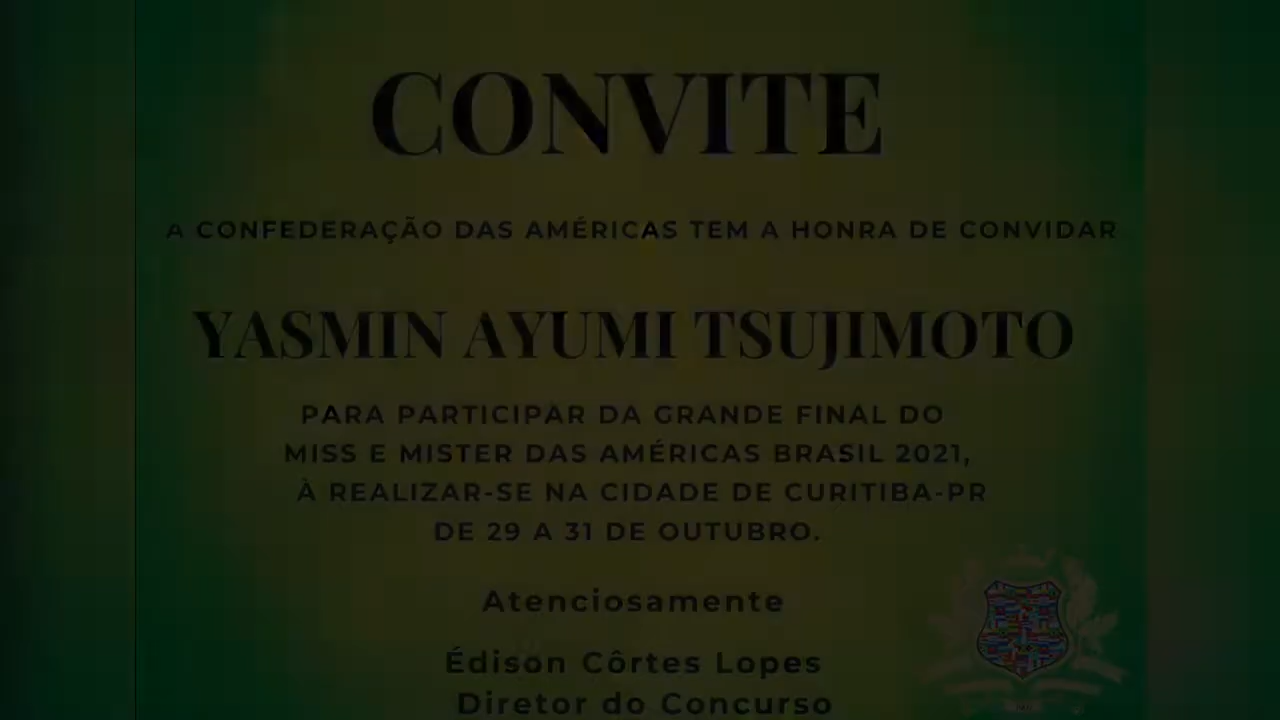 CONVITE
A CONFEDERAÇÃO DAS AMÉRICAS TEM A HONRA DE CONVIDAR
YASMIN AYUMI TSUJIMOTO
PARA PARTICIPAR DA GRANDE FINAL DO
MISS E MISTER DAS AMÉRICAS BRASIL 2021,
À REALIZAR-SE NA CIDADE DE CURITIBA-PR
DE 29 A 31 DE OUTUBRO.
Atenciosamente
Édison Côrtes Lopes
Diretor do Concurso